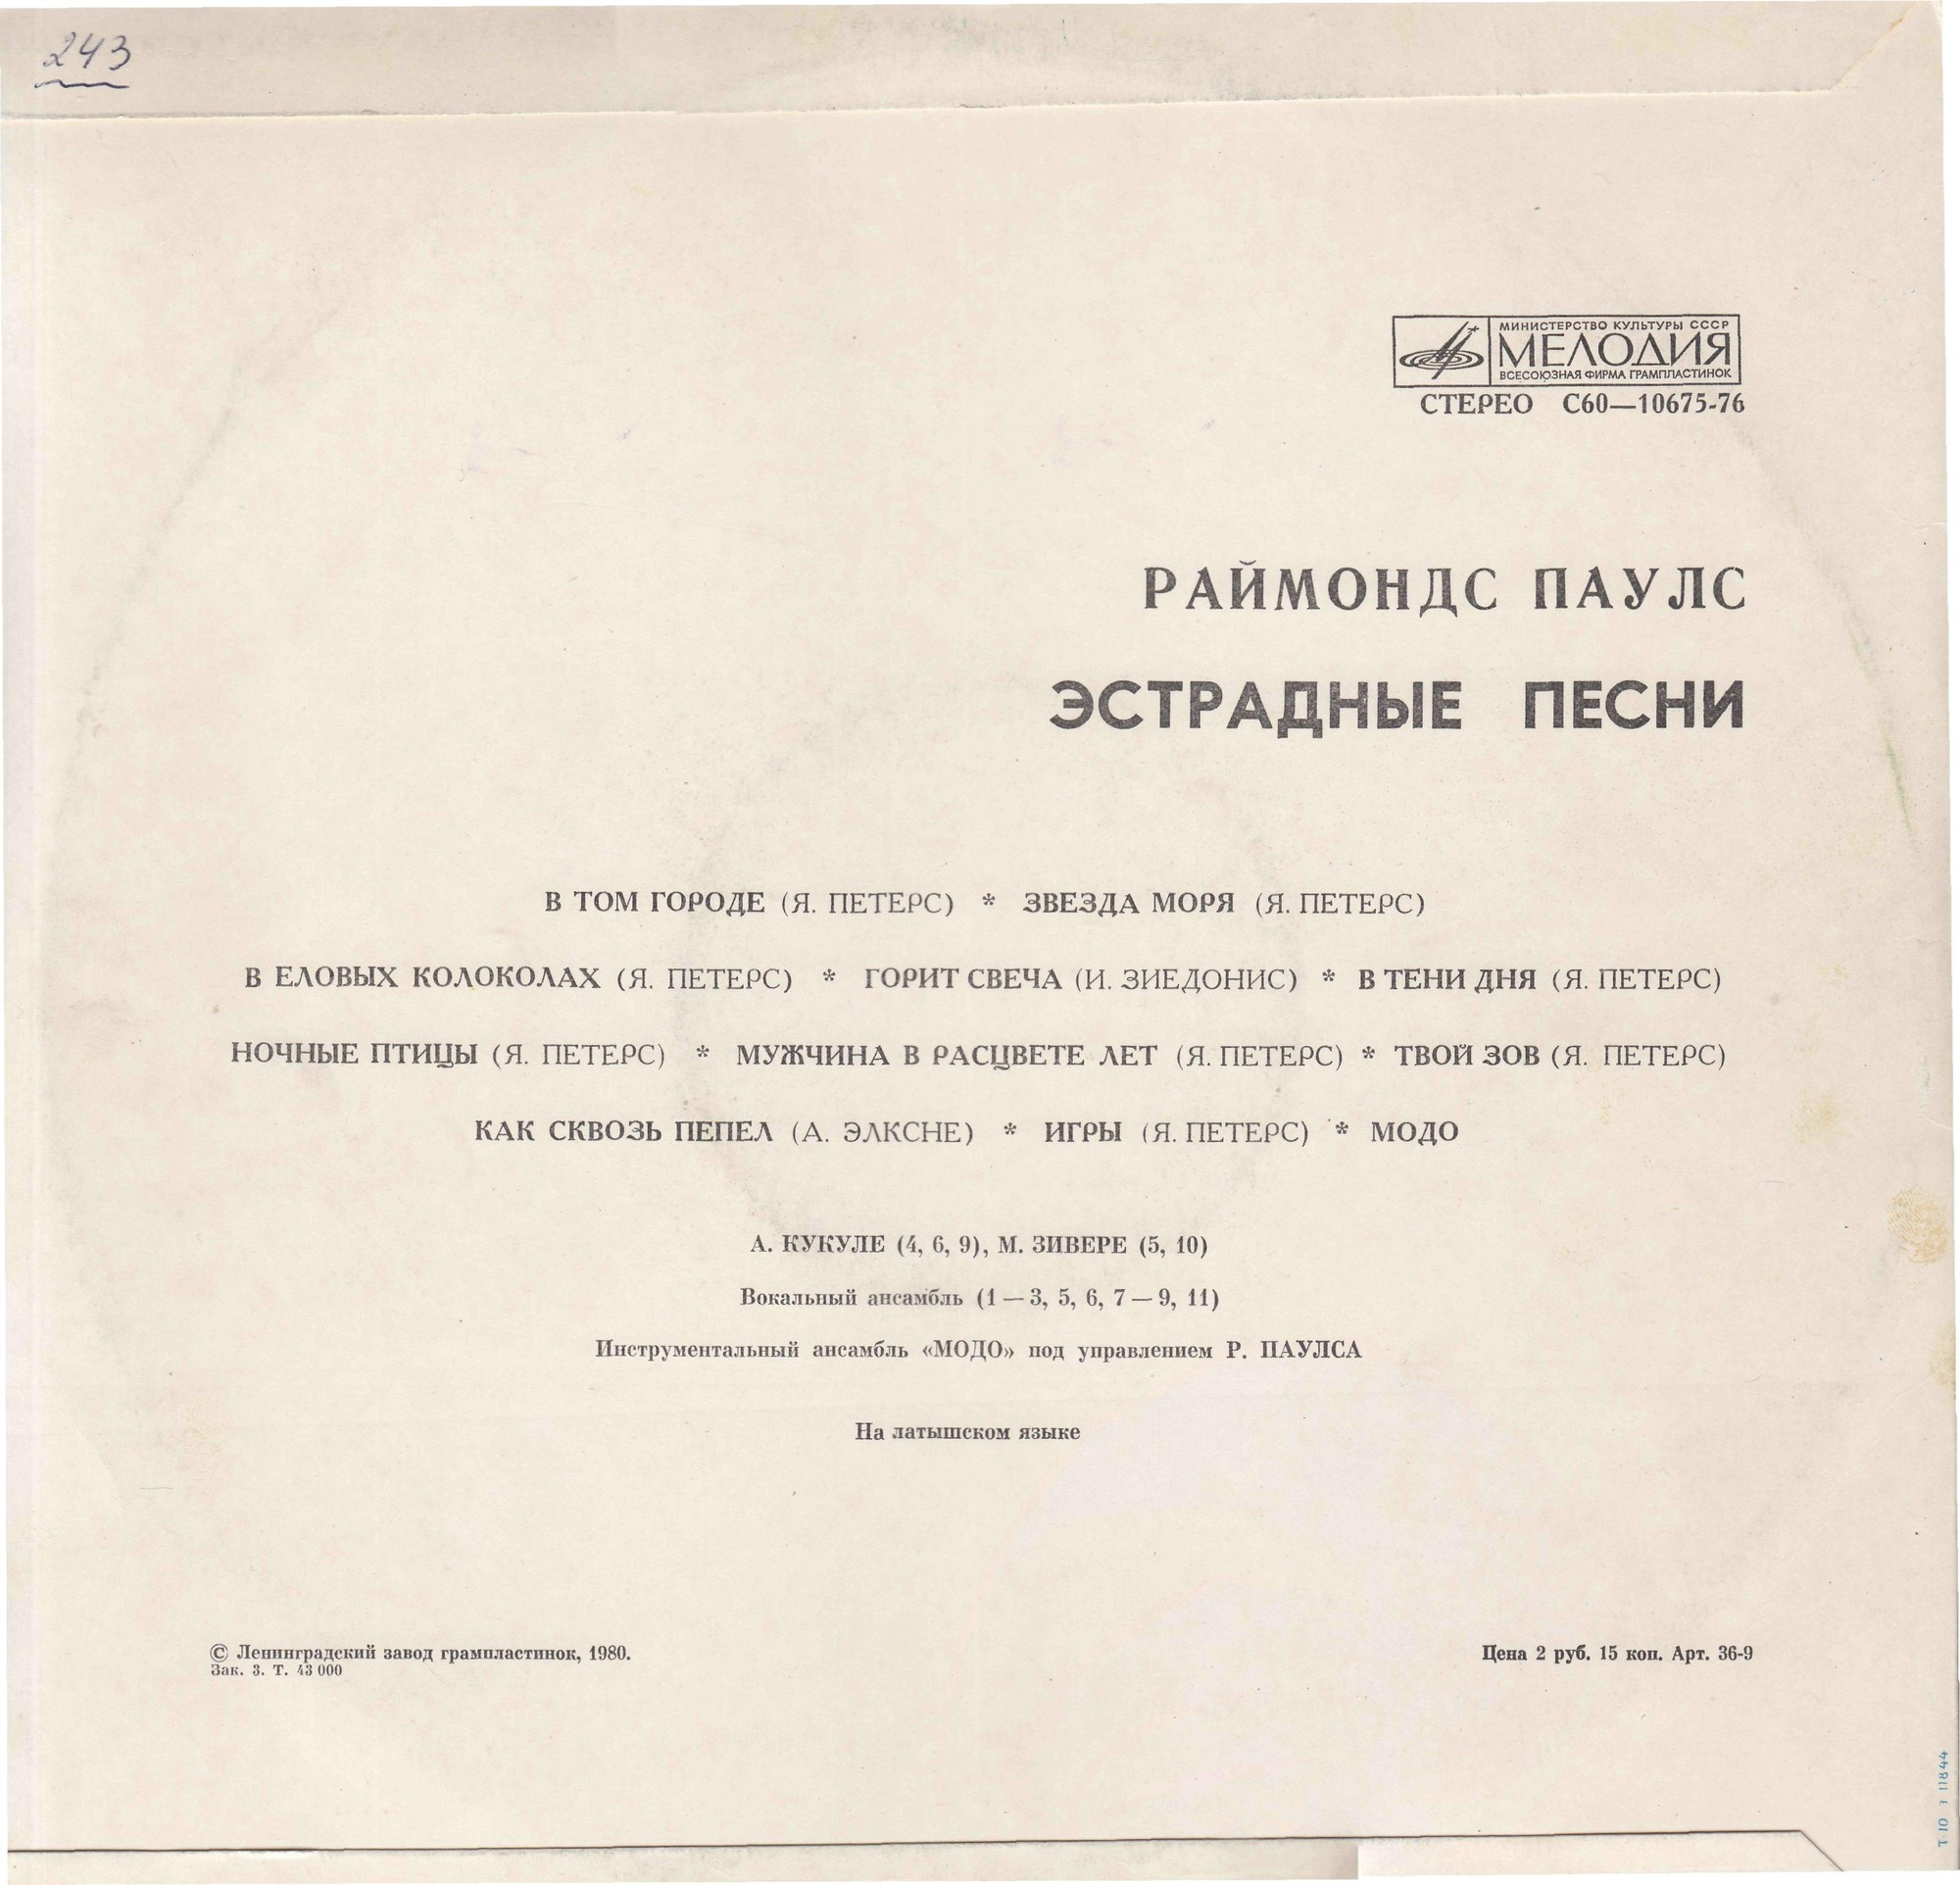 243
МИНИСТЕРСТВО КУЛЬТУРЫ СССР
МЕЛОДИЯ
ВСЕСОЮЗНАЯ ФИРМА ГРАМПЛАСТИНОК
СТЕРЕО С60—10675-76
РАЙМОНДС ПАУЛС
ЭСТРАДНЫЕ ПЕСНИ
В ТОМ ГОРОДЕ (Я. ПЕТЕРС) * ЗВЕЗДА МОРЯ (Я. ПЕТЕРС)
В ЕЛОВЫХ КОЛОКОЛАХ (Я. ПЕТЕРС) * ГОРИТ СВЕЧА (И. ЗИЕДОНИС) * В ТЕНИ ДНЯ (Я. ПЕТЕРС)
НОЧНЫЕ ПТИЦЫ (Я. ПЕТЕРС) * МУЖЧИНА В РАСЦВЕТЕ ЛЕТ (Я. ПЕТЕРС) * ТВОЙ ЗОВ (Я. ПЕТЕРС)
КАК СКВОЗЬ ПЕПЕЛ (А. ЭЛКСНЕ) * ИГРЫ (Я. ПЕТЕРС) * МОДО
А. КУКУЛЕ (4, 6, 9), М. ЗИВЕРЕ (5, 10)
Вокальный ансамбль (1 — 3, 5, 6, 7 — 9, 11)
Инструментальный ансамбль «МОДО» под управлением Р. ПАУЛСА
На латышском языке
© Ленинградский завод грампластинок, 1980.
Зак. 3. Т. 43 000
Цена 2 руб. 15 коп. Арт. 36-9